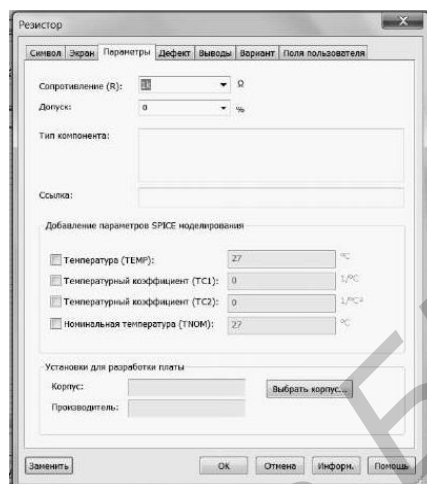 Резистор
Символ Экран Параметры Дефект Выводы Вариант Поля пользователя
Сопротивление (R): Ω
Допуск: 0 %
Тип компонента:
Ссылка:
Добавление параметров SPICE моделирования
Температура (TEMP): 27 °C
Температурный коэффициент (TC1): 0 1/°C
Температурный коэффициент (TC2): 0 1/°C²
Номинальная температура (TNOM): 27 °C
Установки для разработки платы
Корпус: Выбрать корпус...
Производитель:
Заменить OK Отмена Информ. Помощь